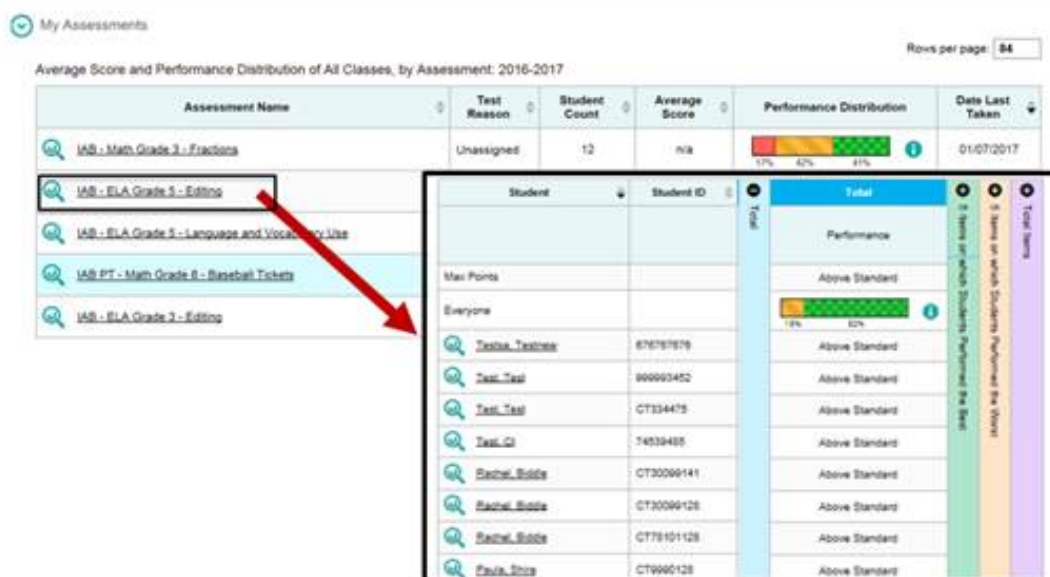 My Assessments
Rows per page: 84
Average Score and Performance Distribution of All Classes, by Assessment: 2016-2017
Assessment Name Test Reason Student Count Average Score Performance Distribution Date Last Taken
IAB - Math Grade 3 - Fractions Unassigned 12 n/a 17% 42% 41% 01/07/2017
IAB - ELA Grade 5 - Editing
IAB - ELA Grade 5 - Language and Vocabulary Use
IAB PT - Math Grade 6 - Baseball Tickets
IAB - ELA Grade 3 - Editing
Student Student ID Total
Total
Performance
5 Items on which Students Performed the Best
5 Items on which Students Performed the Worst
Total Items
Max Points Above Standard
Everyone 82%
Above Standard
Test, Test Above Standard
Test, Test CT334475 Above Standard
Test, CI 74539485 Above Standard
Rachel, Biddle CT30099141 Above Standard
Rachel, Biddle CT30099128 Above Standard
Rachel, Biddle CT78101128 Above Standard
Paula, Shira CT9990128 Above Standard